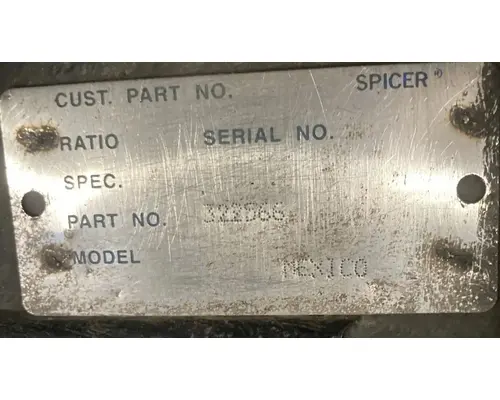 CUST. PART NO. SPICER®
RATIO SERIAL NO.
SPEC.
PART NO.
MODEL
MEXICO